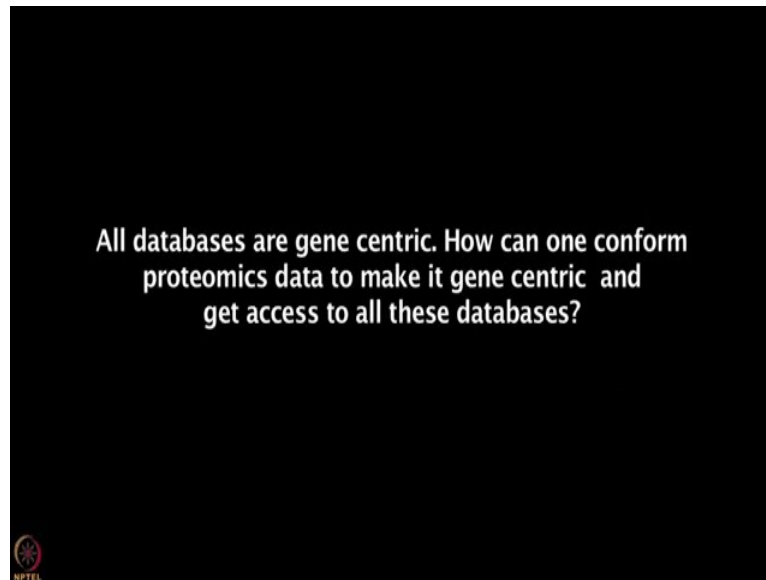 All databases are gene centric. How can one conform
proteomics data to make it gene centric and
get access to all these databases?
NPTEL